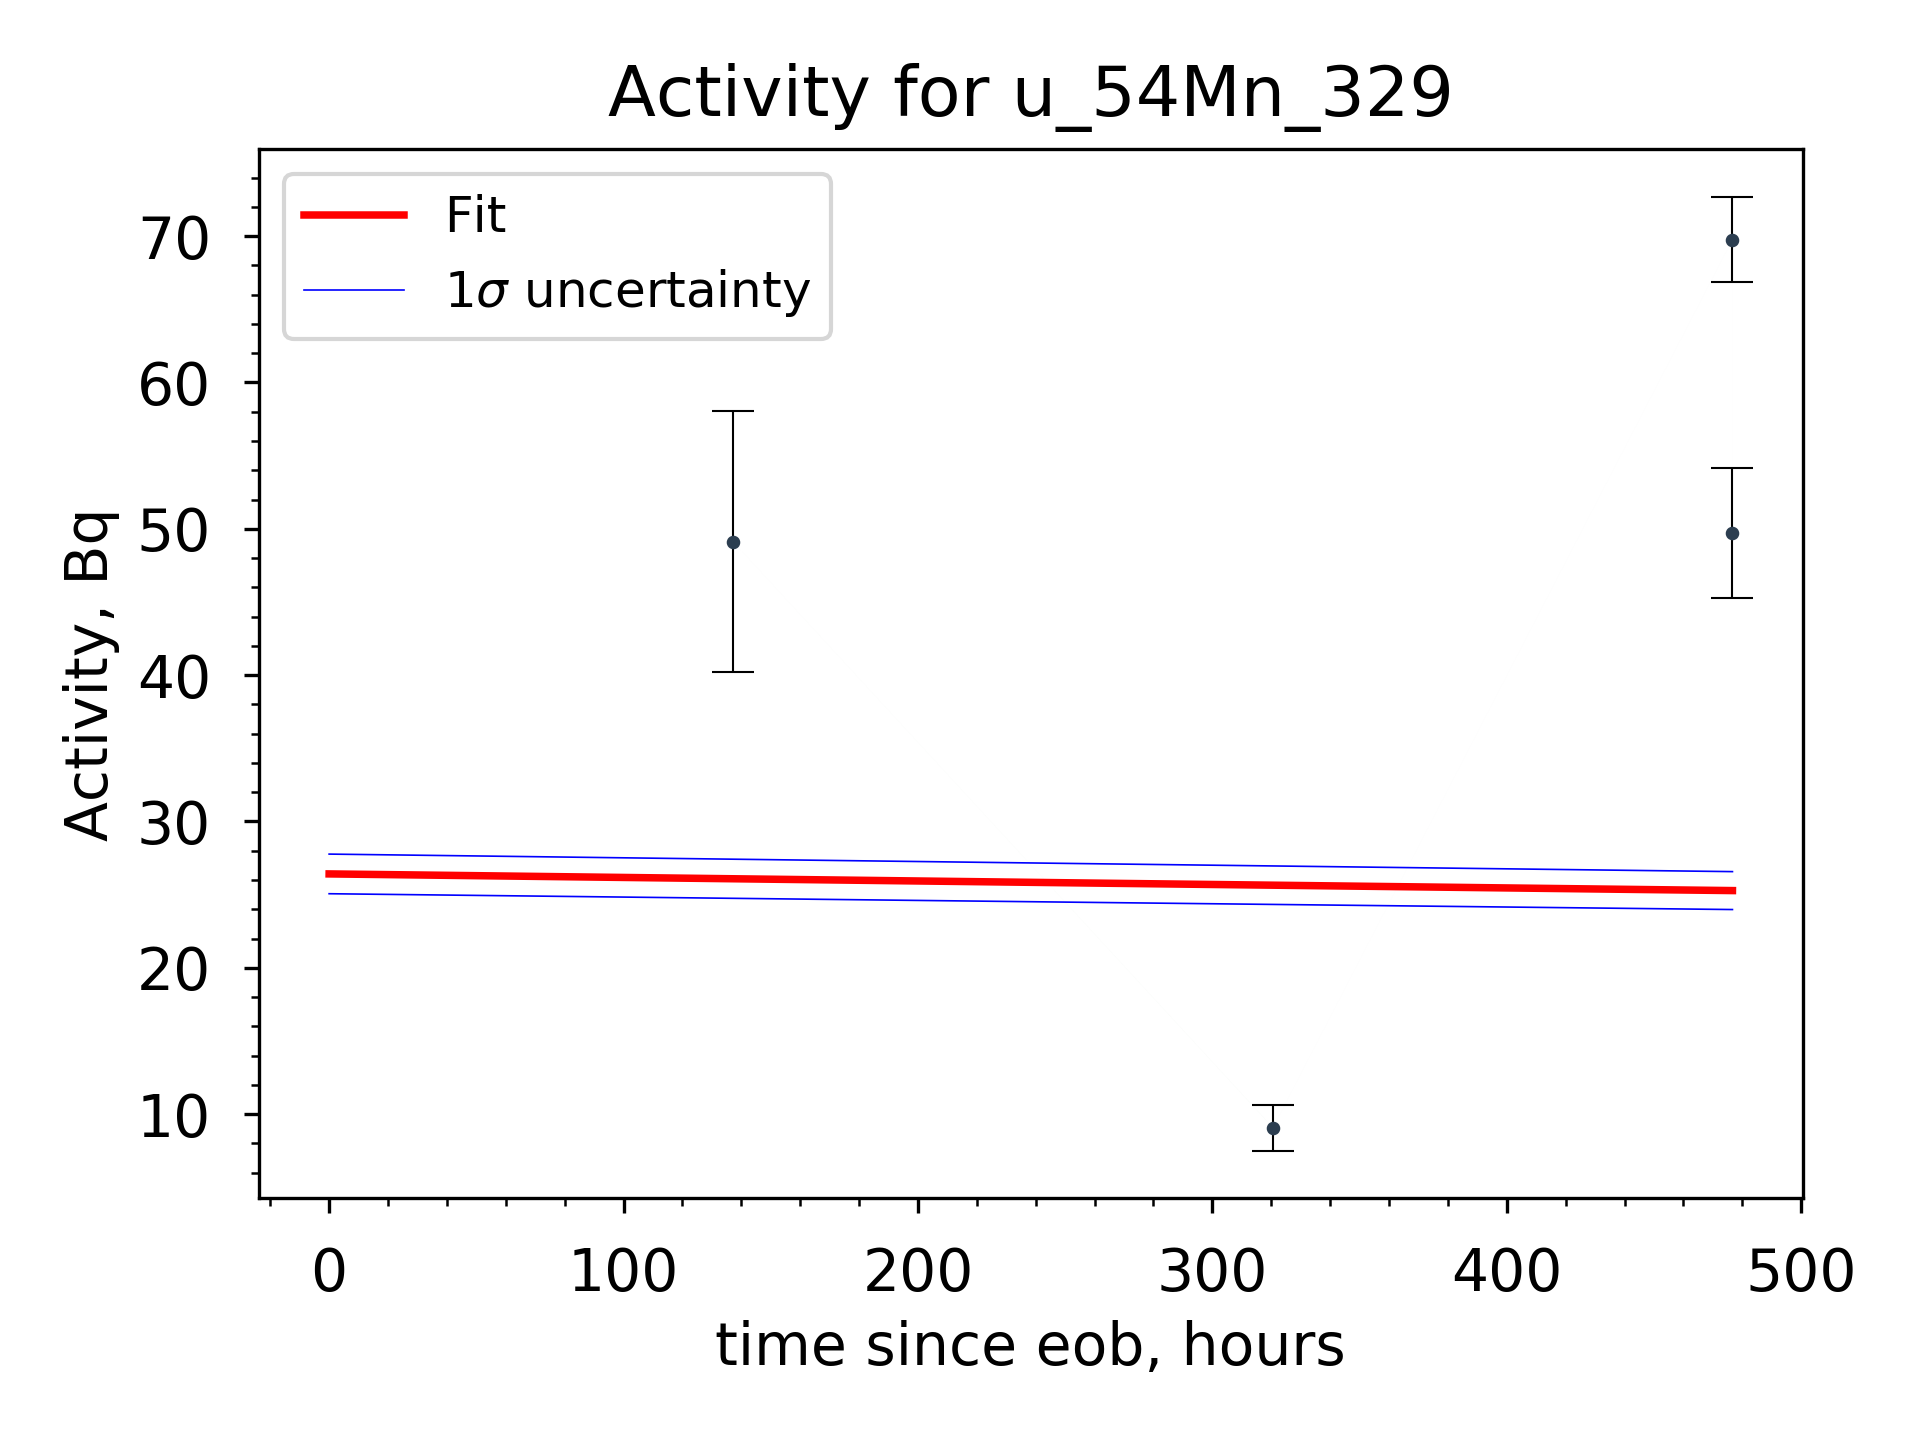 Activity for u_54Mn_329
Fit
1σ uncertainty
Activity, Bq
70
60
50
40
30
20
10
0 100 200 300 400 500
time since eob, hours